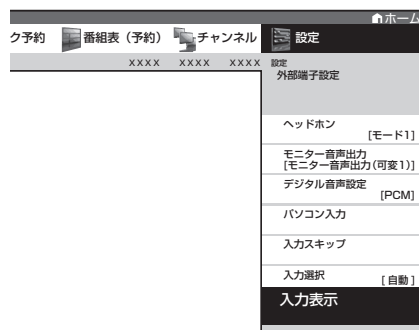 ホーム
ク予約 番組表（予約） チャンネル 設定
xxxx xxxx xxxx
設定
外部端子設定
ヘッドホン
[モード1]
モニター音声出力
[モニター音声出力(可変1)]
デジタル音声設定
[PCM]
パソコン入力
入力スキップ
入力選択
[自動]
入力表示